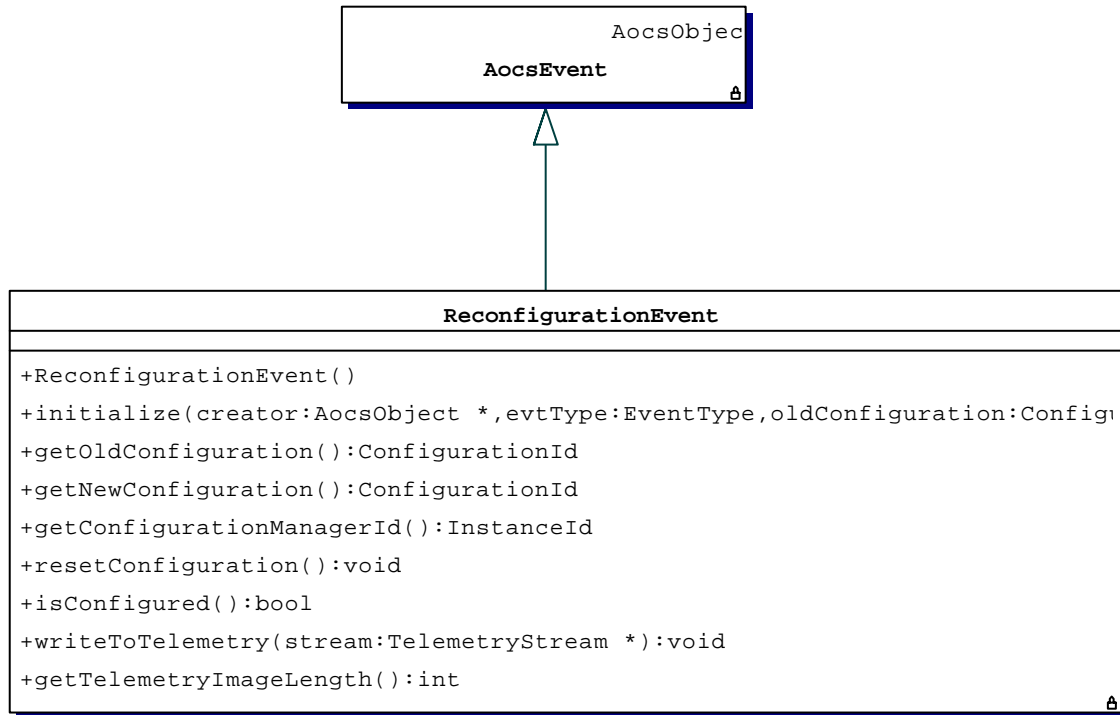 AocsObjec
AocsEvent
ReconfigurationEvent
+ReconfigurationEvent()
+initialize(creator:AocsObject *,evtType:EventType,oldConfiguration:Configu
+getOldConfiguration():ConfigurationId
+getNewConfiguration():ConfigurationId
+getConfigurationManagerId():InstanceId
+resetConfiguration():void
+isConfigured():bool
+writeToTelemetry(stream:TelemetryStream *):void
+getTelemetryImageLength():int